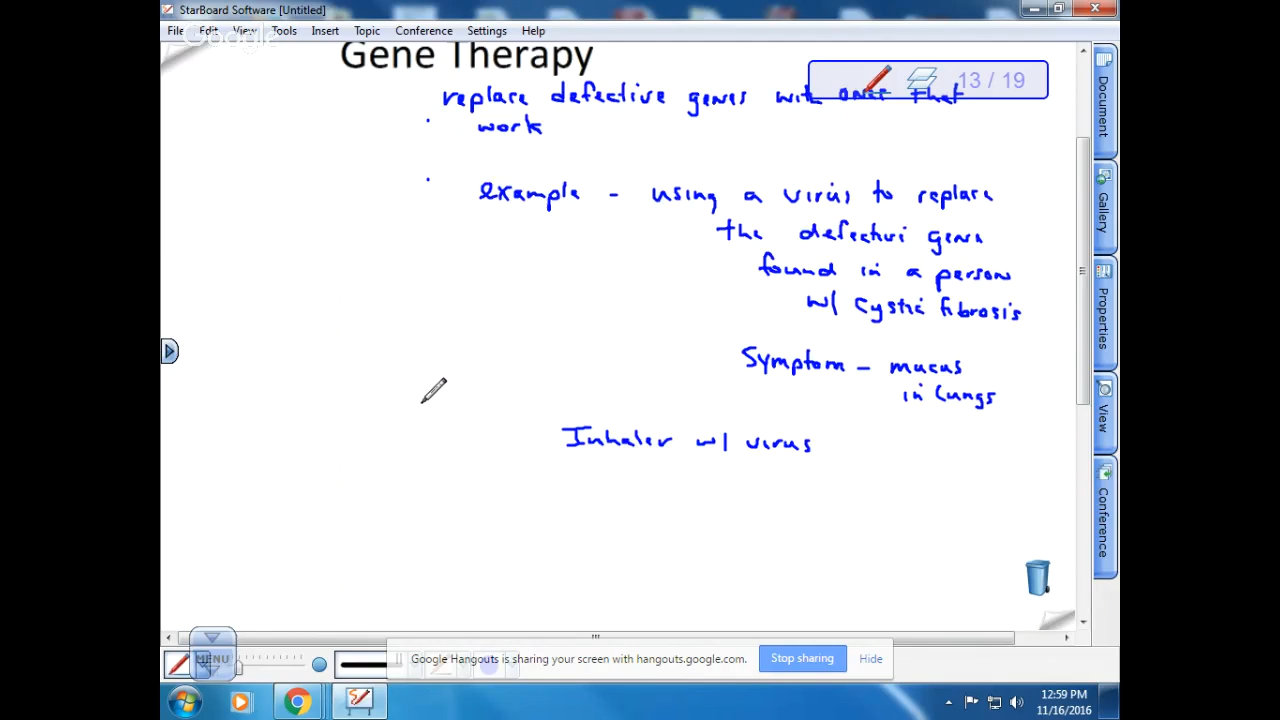 StarBoard Software [Untitled]
File Edit View Tools Insert Topic Conference Settings Help
Google
Gene Therapy
13 / 19
replace defective genes with ones that
work
example - using a virus to replace
the defective gene
found in a person
w/ Cystic fibrosis
Symptom - mucus
in Lungs
Inhaler w/ virus
Document
Gallery
Properties
View
Conference
MENU
Google Hangouts is sharing your screen with hangouts.google.com.
Stop sharing
Hide
12:59 PM
11/16/2016